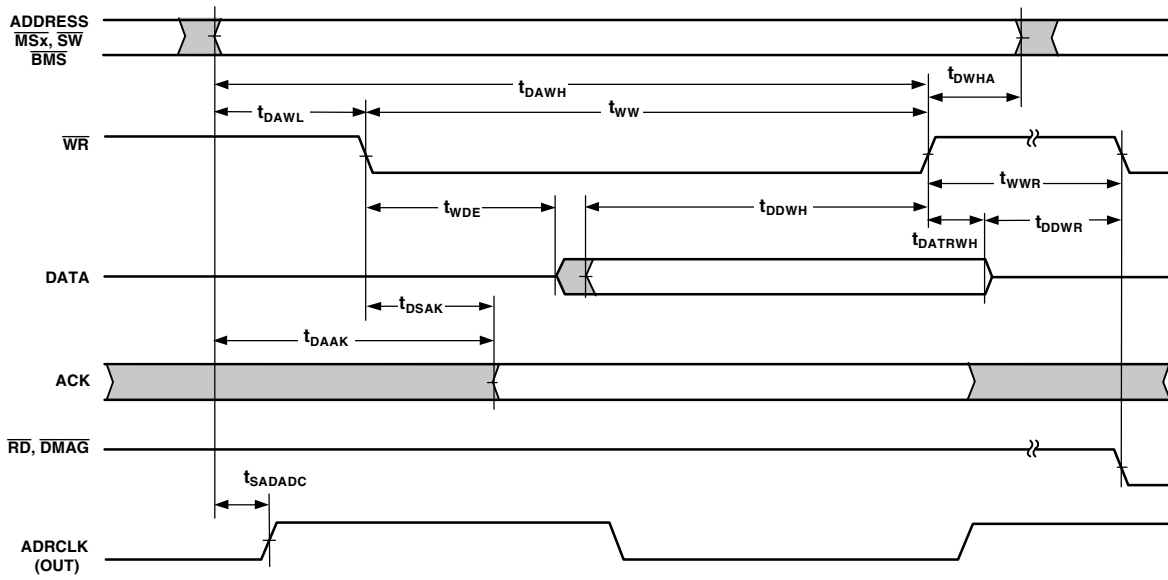 ADDRESS
MSx, SW
BMS
tDWHA
tDAWH
tDAWL
tWW
WR
tWWR
tWDE
tDDWH
tDATRWH
tDDWR
DATA
tDSAK
tDAAK
ACK
RD, DMAG
tSADADC
ADRCLK
(OUT)